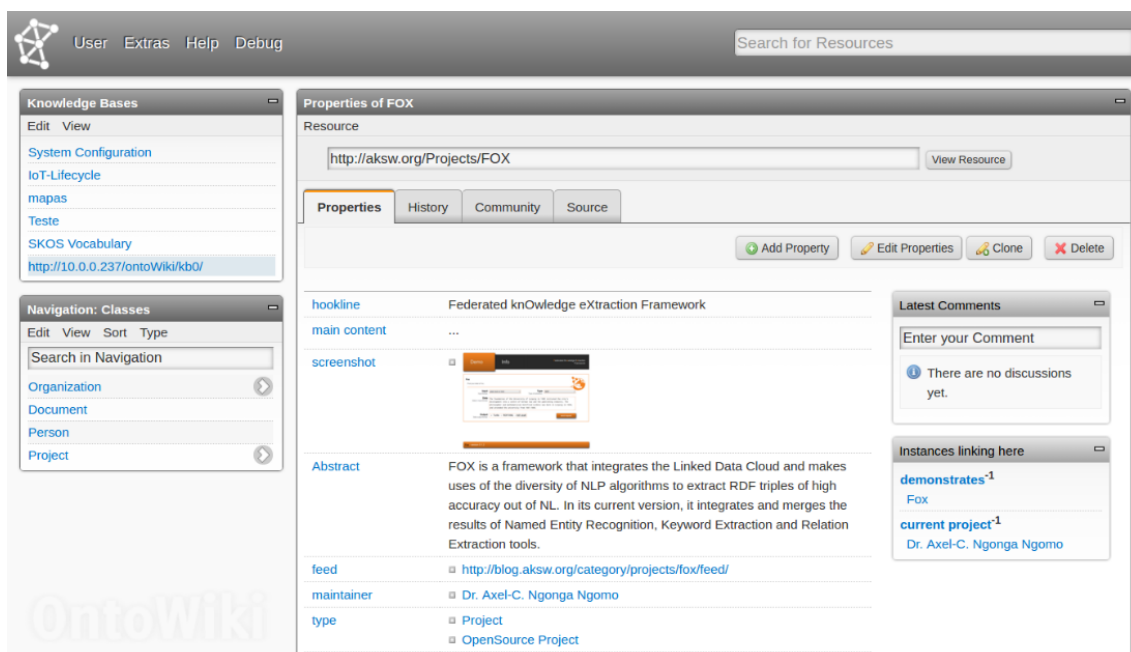 User Extras Help Debug
Search for Resources
Knowledge Bases
Edit View
System Configuration
IoT-Lifecycle
mapas
Teste
SKOS Vocabulary
http://10.0.0.237/ontoWiki/kb0/
Navigation: Classes
Edit View Sort Type
Search in Navigation
Organization
Document
Person
Project
OntoWiki
Properties of FOX
Resource
http://aksw.org/Projects/FOX
View Resource
Properties History Community Source
Add Property Edit Properties Clone Delete
hookline Federated knOwledge eXtraction Framework
main content ...
screenshot
Abstract FOX is a framework that integrates the Linked Data Cloud and makes
uses of the diversity of NLP algorithms to extract RDF triples of high
accuracy out of NL. In its current version, it integrates and merges the
results of Named Entity Recognition, Keyword Extraction and Relation
Extraction tools.
feed http://blog.aksw.org/category/projects/fox/feed/
maintainer Dr. Axel-C. Ngonga Ngomo
type Project
OpenSource Project
Latest Comments
Enter your Comment
There are no discussions
yet.
Instances linking here
demonstrates-1
Fox
current project-1
Dr. Axel-C. Ngonga Ngomo